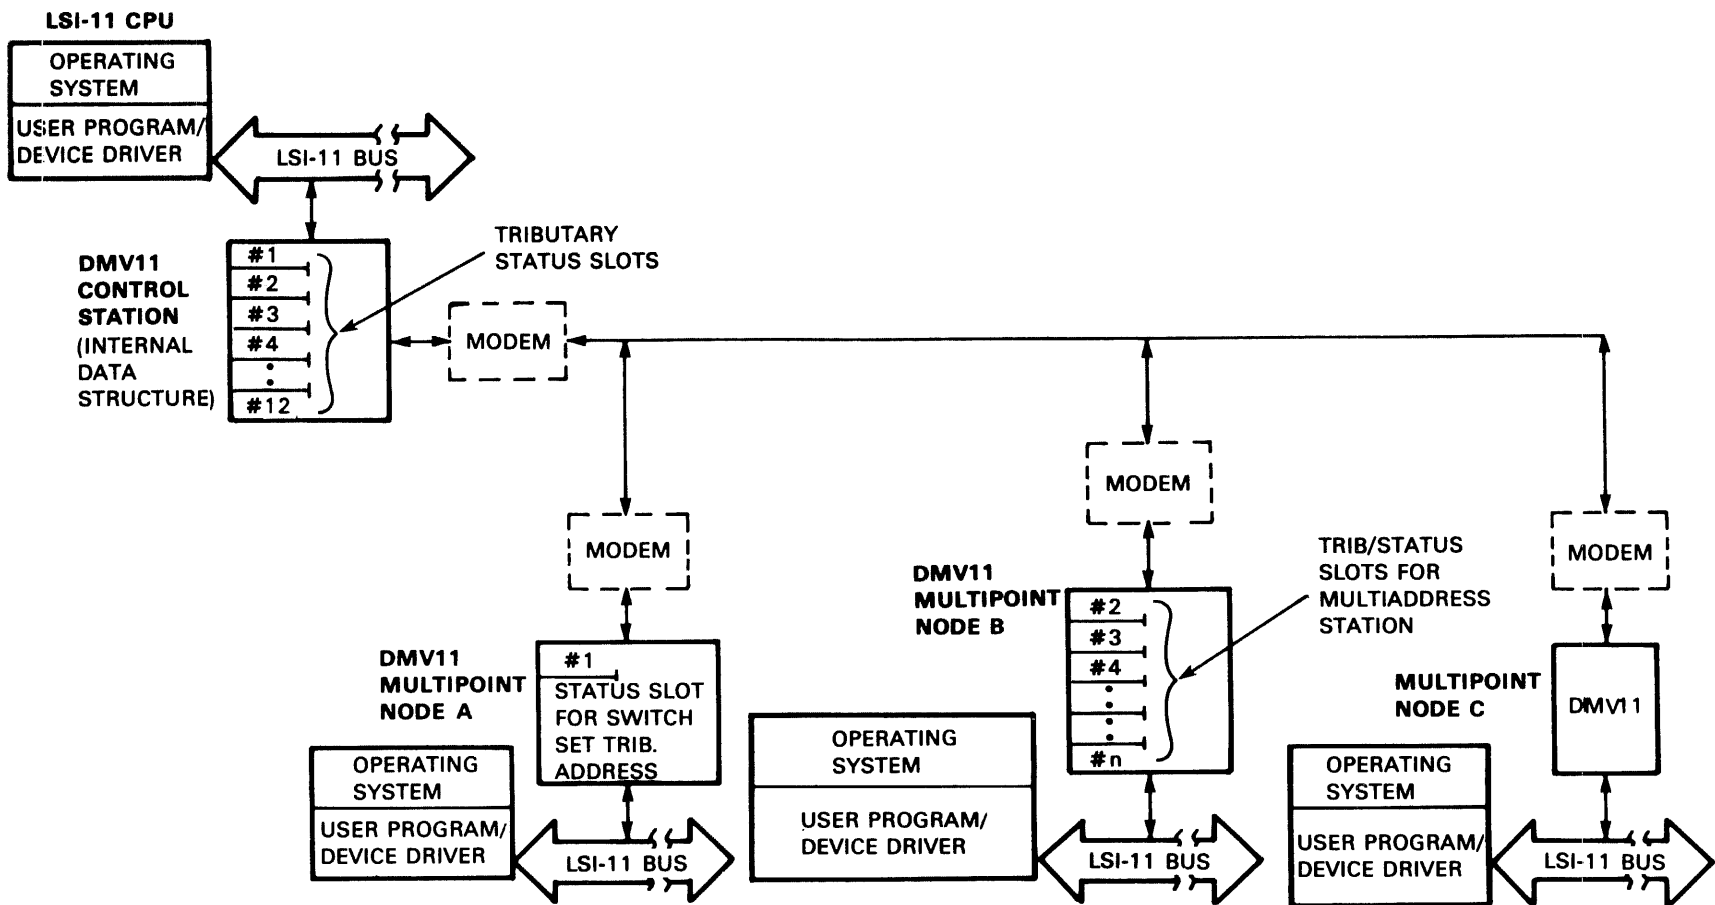 LSI-11 CPU
OPERATING
SYSTEM
USER PROGRAM/
DEVICE DRIVER
LSI-11 BUS
DMV11
CONTROL
STATION
(INTERNAL
DATA
STRUCTURE)
#1
#2
#3
#4
#12
TRIBUTARY
STATUS SLOTS
MODEM
MODEM
DMV11
MULTIPOINT
NODE A
#1
STATUS SLOT
FOR SWITCH
SET TRIB.
ADDRESS
OPERATING
SYSTEM
USER PROGRAM/
DEVICE DRIVER
LSI-11 BUS
MODEM
DMV11
MULTIPOINT
NODE B
#2
#3
#4
#n
TRIB/STATUS
SLOTS FOR
MULTIADDRESS
STATION
OPERATING
SYSTEM
USER PROGRAM/
DEVICE DRIVER
LSI-11 BUS
MODEM
MULTIPOINT
NODE C
DMV11
OPERATING
SYSTEM
USER PROGRAM/
DEVICE DRIVER
LSI-11 BUS